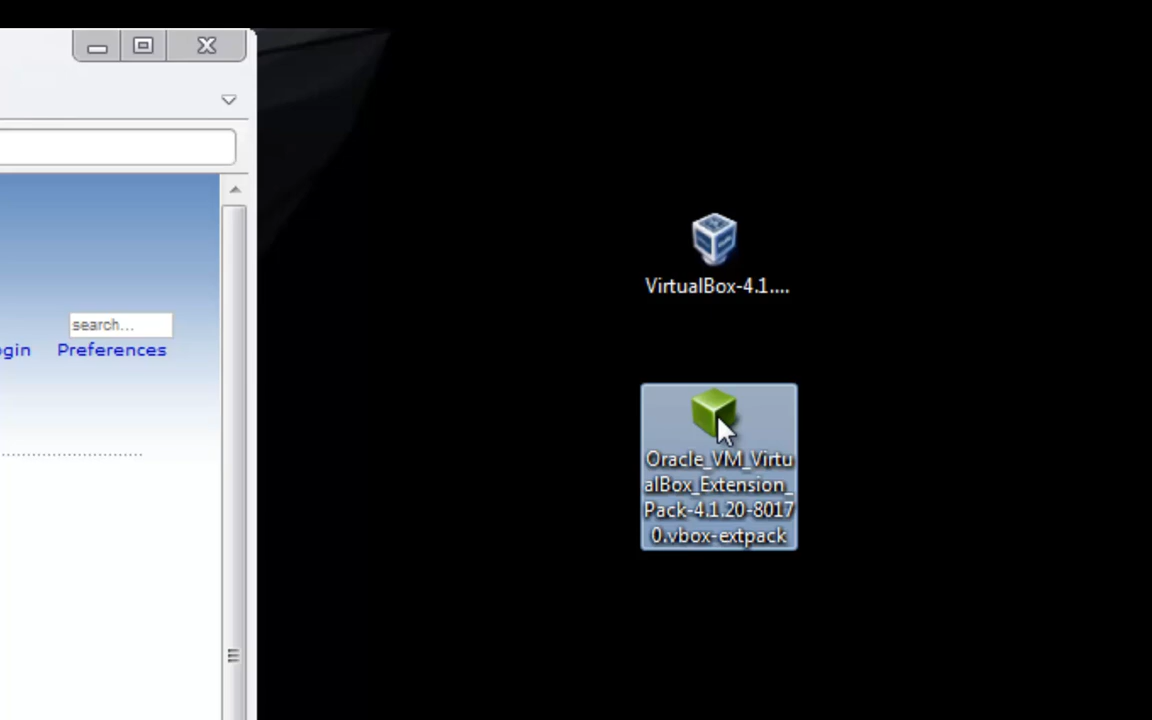 search...
Preferences
VirtualBox-4.1....
Oracle_VM_Virtu
alBox_Extension_
Pack-4.1.20-8017
0.vbox-extpack